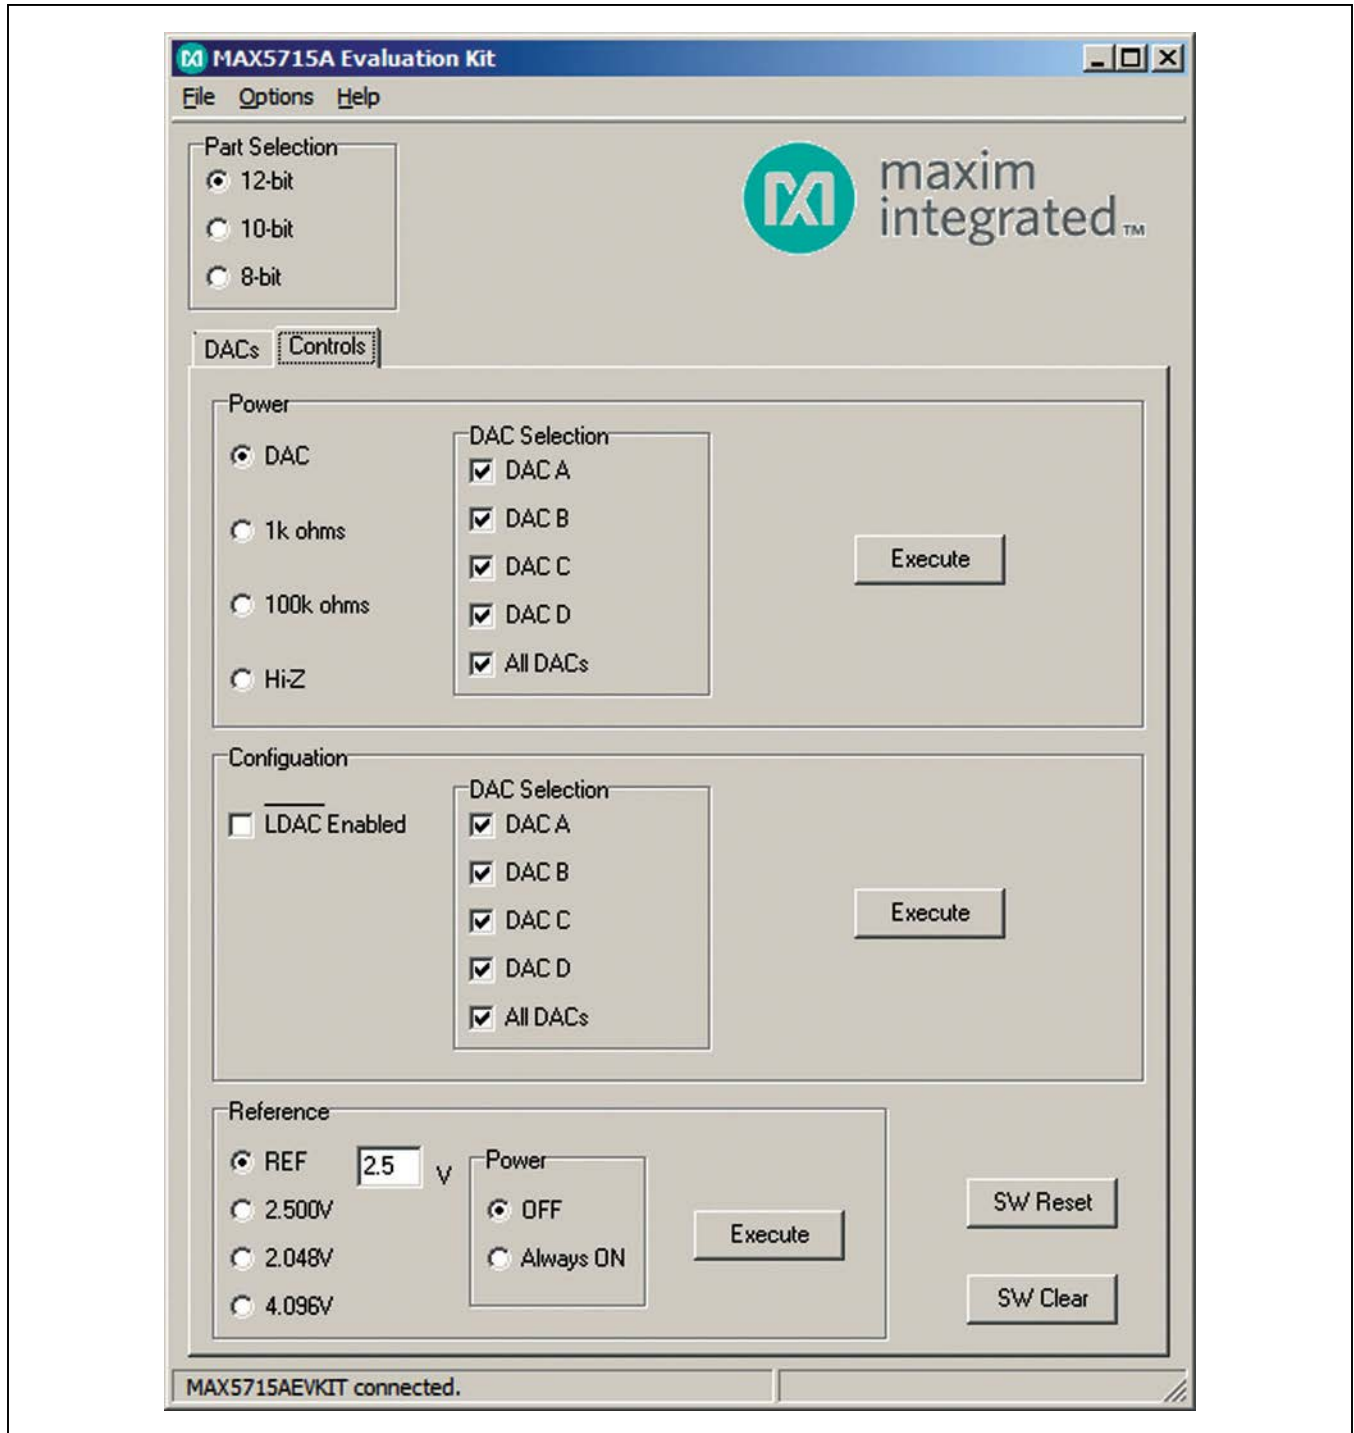 MAX5715A Evaluation Kit
File Options Help
Part Selection
12-bit
10-bit
8-bit
maxim
integrated™
DACs Controls
Power
DAC
1k ohms
100k ohms
Hi-Z
DAC Selection
DAC A
DAC B
DAC C
DAC D
All DACs
Execute
Configuation
LDAC Enabled
DAC Selection
DAC A
DAC B
DAC C
DAC D
All DACs
Execute
Reference
REF 2.5 V
2.500V
2.048V
4.096V
Power
OFF
Always ON
Execute
SW Reset
SW Clear
MAX5715AEVKIT connected.